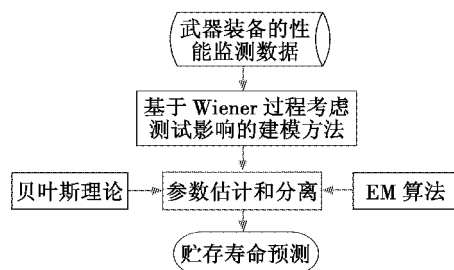 武器装备的性
能监测数据
基于 Wiener 过程考虑
测试影响的建模方法
贝叶斯理论
参数估计和分离
EM 算法
贮存寿命预测